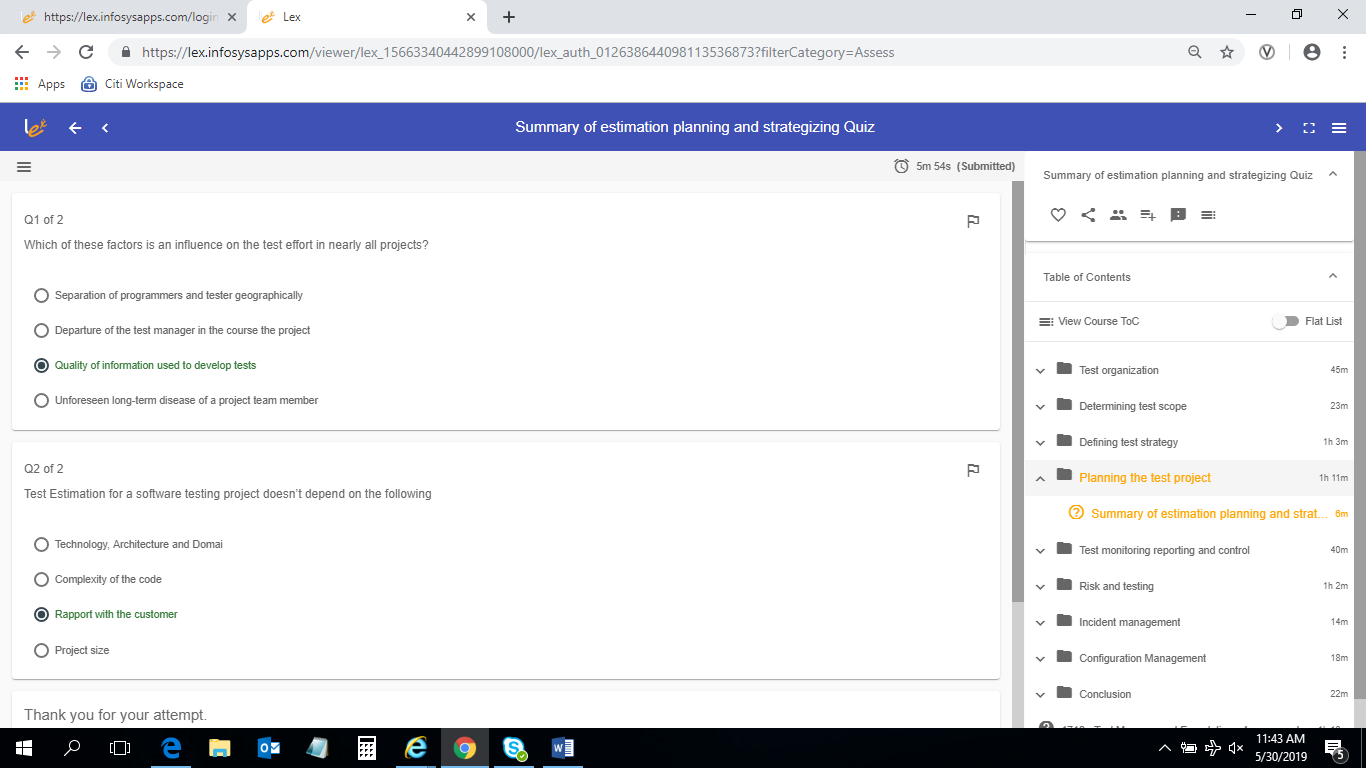 https://lex.infosysapps.com/login
Lex
https://lex.infosysapps.com/viewer/lex_15663340442899108000/lex_auth_012638644098113536873?filterCategory=Assess
Apps
Citi Workspace
Lex
Summary of estimation planning and strategizing Quiz
5m 54s (Submitted)
Q1 of 2
Which of these factors is an influence on the test effort in nearly all projects?
Separation of programmers and tester geographically
Departure of the test manager in the course the project
Quality of information used to develop tests
Unforeseen long-term disease of a project team member
Q2 of 2
Test Estimation for a software testing project doesn't depend on the following
Technology, Architecture and Domai
Complexity of the code
Rapport with the customer
Project size
Thank you for your attempt.
Summary of estimation planning and strategizing Quiz
Table of Contents
View Course ToC
Flat List
Test organization 45m
Determining test scope 23m
Defining test strategy 1h 3m
Planning the test project 1h 11m
Summary of estimation planning and strat... 6m
Test monitoring reporting and control 40m
Risk and testing 1h 2m
Incident management 14m
Configuration Management 18m
Conclusion 22m
11:43 AM
5/30/2019
5